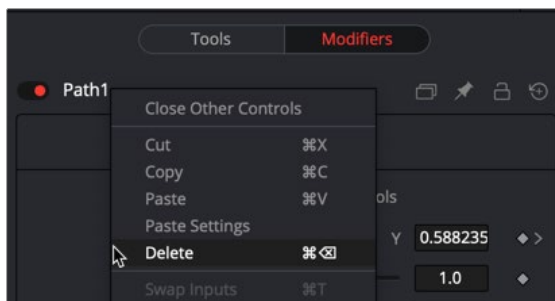 Tools Modifiers
Path1
Close Other Controls
Cut ⌘X
Copy ⌘C
Paste ⌘V
ols
Paste Settings
Y 0.588235
Delete ⌘⌫
1.0
Swap Inputs ⌘T